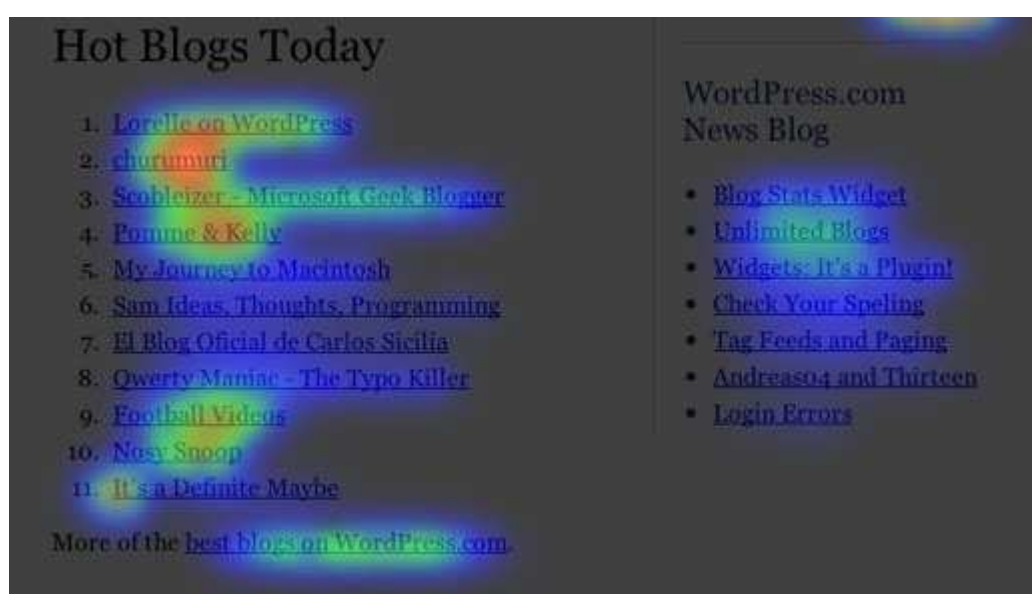 Hot Blogs Today
1. Lorelle on WordPress
2. churumuri
3. Scobleizer - Microsoft Geek Blogger
4. Pomme & Kelly
5. My Journey to Macintosh
6. Sam Ideas, Thoughts, Programming
7. El Blog Oficial de Carlos Sicilia
8. Qwerty Maniac - The Typo Killer
9. Football Videos
10. Nosy Snoop
11. It's a Definite Maybe
More of the best blogs on WordPress.com.
WordPress.com
News Blog
• Blog Stats Widget
• Unlimited Blogs
• Widgets: It's a Plugin!
• Check Your Speling
• Tag Feeds and Paging
• Andreas04 and Thirteen
• Login Errors